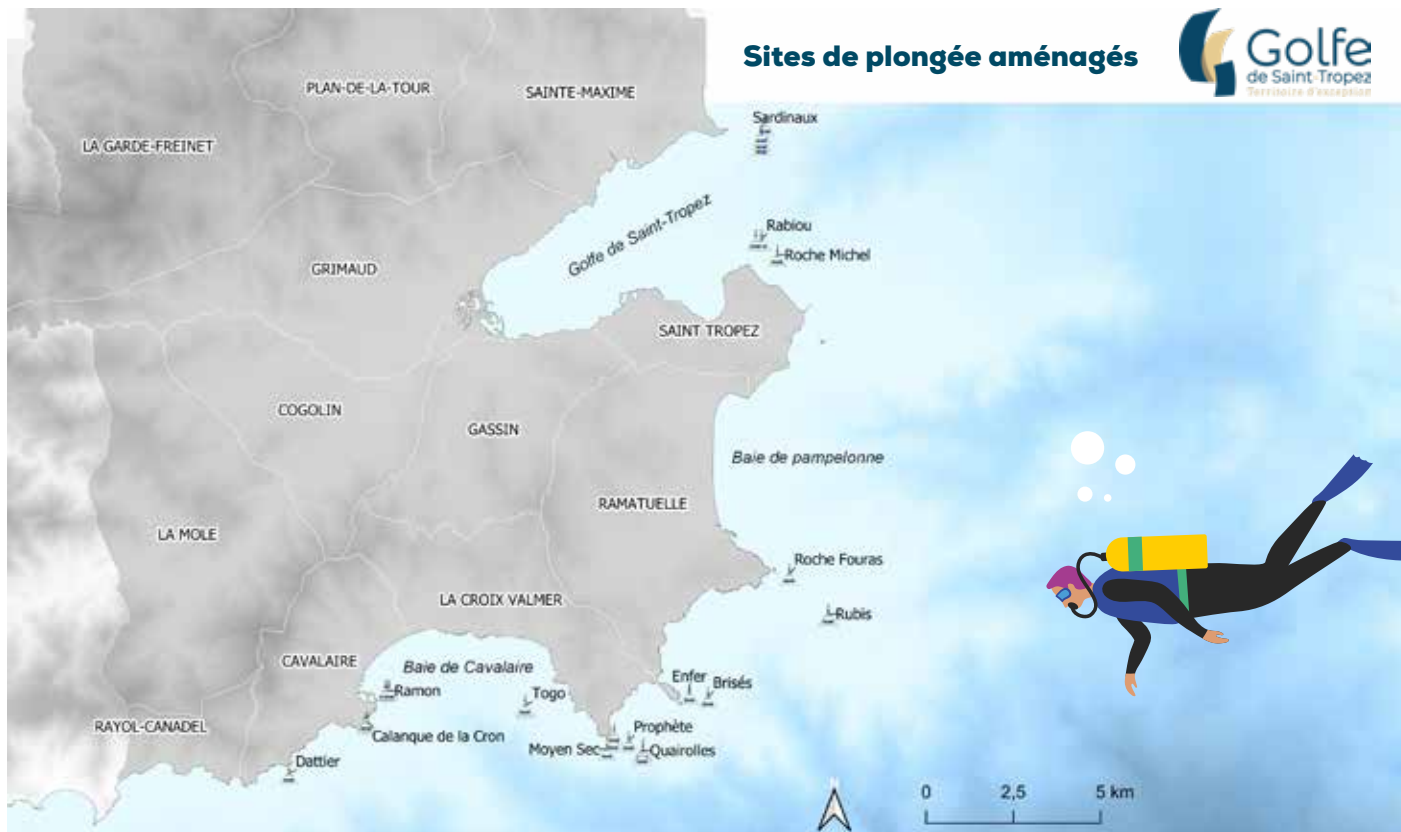 Sites de plongée aménagés
Golfe
de Saint-Tropez
Territoire d'exception
PLAN-DE-LA-TOUR
SAINTE-MAXIME
Sardinaux
LA GARDE-FREINET
Golfe de Saint-Tropez
Rabiou
Roche Michel
GRIMAUD
SAINT TROPEZ
COGOLIN
GASSIN
Baie de pampelonne
RAMATUELLE
LA MOLE
Roche Fouras
LA CROIX VALMER
Rubis
CAVALAIRE
Baie de Cavalaire
Enfer
Brisés
Ramon
Togo
RAYOL-CANADEL
Calanque de la Cron
Prophète
Moyen Sec
Quairolles
Dattier
0 2,5 5 km